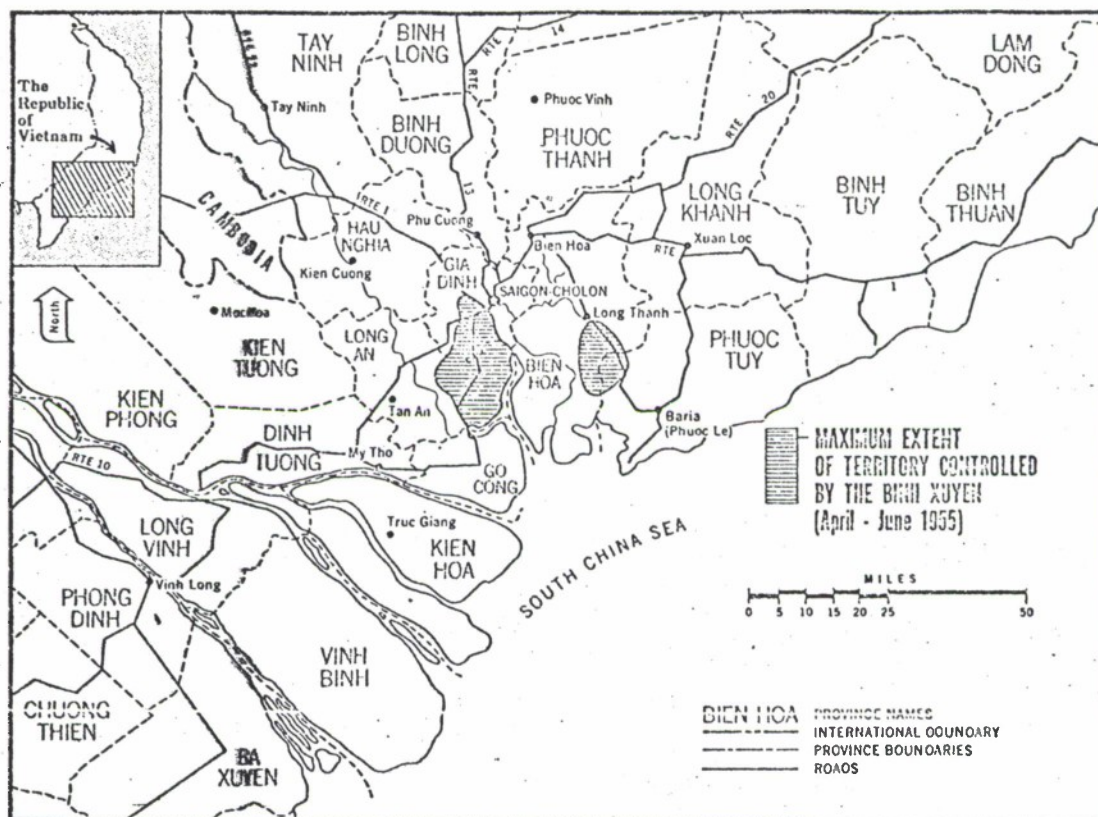 The
Republic
of
Vietnam
TAY
NINH
BINH
LONG
RTE
14
RTE
LAM
DONG
Tay Ninh
Phuoc Vinh
RTE
20
BINH
DUONG
PHUOC
THANH
13
CAMBODIA
RTE 1
Phu Cuong
HAU
NGHIA
LONG
KHANH
BINH
TUY
BINH
THUAN
Bien Hoa
RTE
Xuan Loc
1
Kien Cuong
GIA
DINH
SAIGON-CHOLON
Long Thanh
North
KIEN
TUONG
LONG
AN
BIEN
HOA
PHUOC
TUY
KIEN
PHONG
Tan An
Baria
(Phuoc Le)
DINH
TUONG
My Tho
GO
CONG
RTE 10
MAXIMUM EXTENT
OF TERRITORY CONTROLLED
BY THE BINH XUYEN
(April - June 1955)
LONG
VINH
Truc Giang
KIEN
HOA
SOUTH CHINA SEA
Vinh Long
PHONG
DINH
MILES
0 5 10 15 20 25 50
VINH
BINH
CHUONG
THIEN
BA
XUYEN
BIEN HOA PROVINCE NAMES
INTERNATIONAL BOUNDARY
PROVINCE BOUNDARIES
ROADS